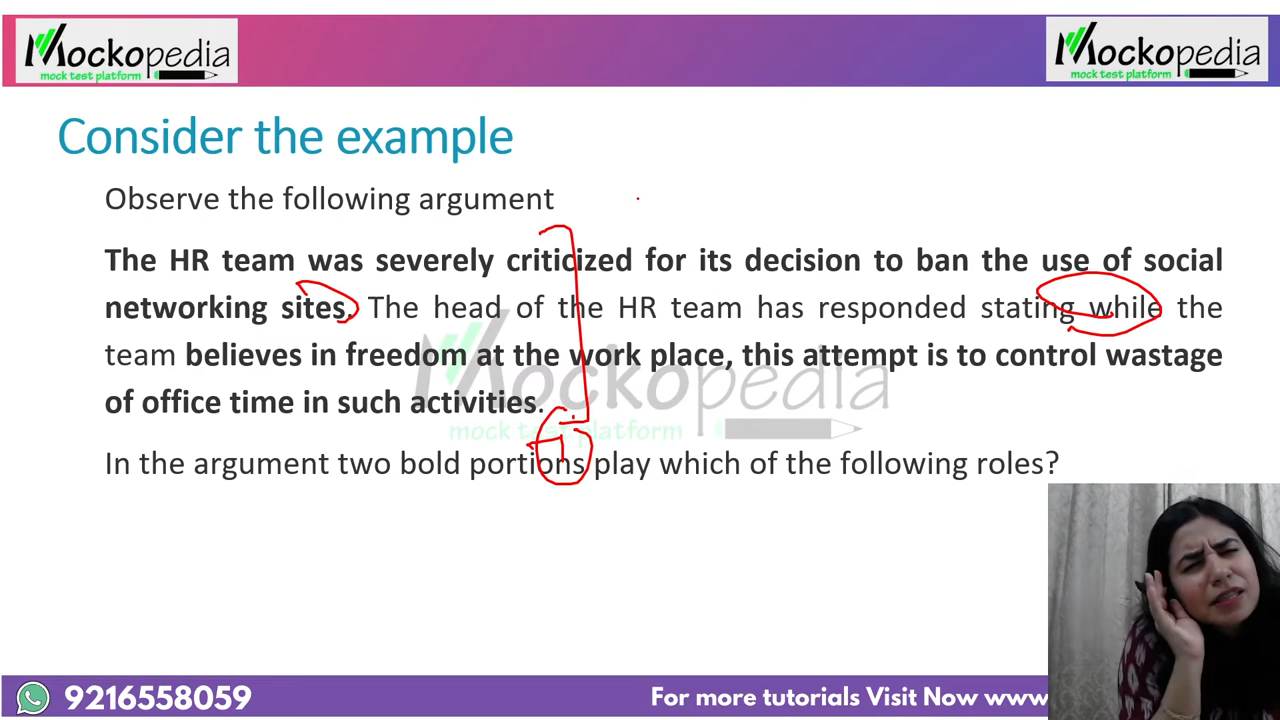 Mockopedia
mock test platform
Mockopedia
mock test platform
Consider the example
Observe the following argument
The HR team was severely criticized for its decision to ban the use of social
networking sites. The head of the HR team has responded stating while the
team believes in freedom at the work place, this attempt is to control wastage
of office time in such activities.
Mockopedia
mock test platform
In the argument two bold portions play which of the following roles?
9216558059
For more tutorials Visit Now www